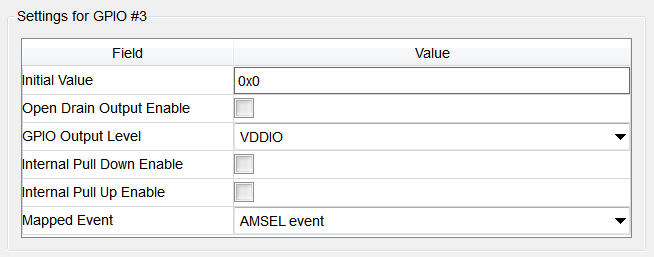 Settings for GPIO #3
Field Value
Initial Value 0x0
Open Drain Output Enable
GPIO Output Level VDDIO
Internal Pull Down Enable
Internal Pull Up Enable
Mapped Event AMSEL event